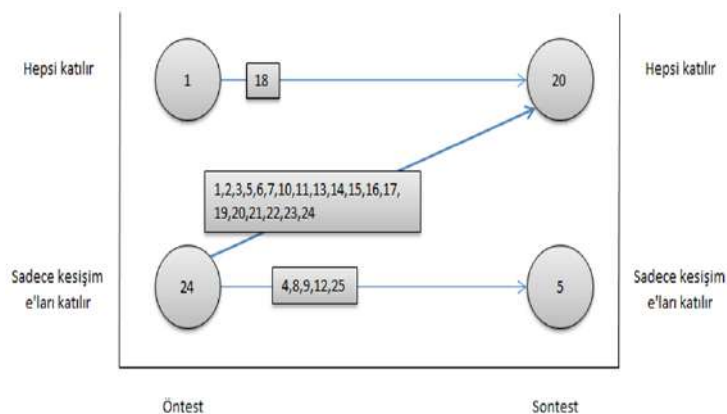 Hepsi katılır
1
18
20
Hepsi katılır
1,2,3,5,6,7,10,11,13,14,15,16,17,
19,20,21,22,23,24
Sadece kesişim
e'ları katılır
24
4,8,9,12,25
5
Sadece kesişim
e'ları katılır
Öntest
Sontest